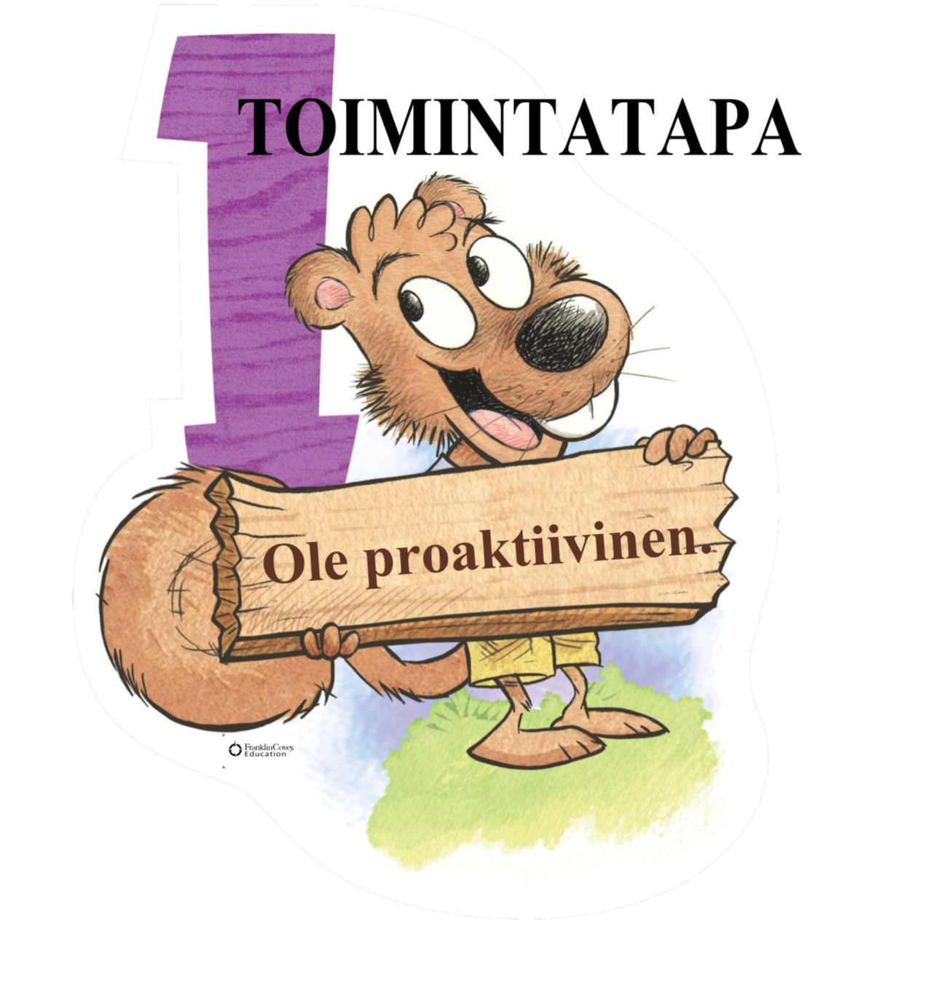 1
TOIMINTATAPA
Ole proaktiivinen.
FranklinCovey
Education